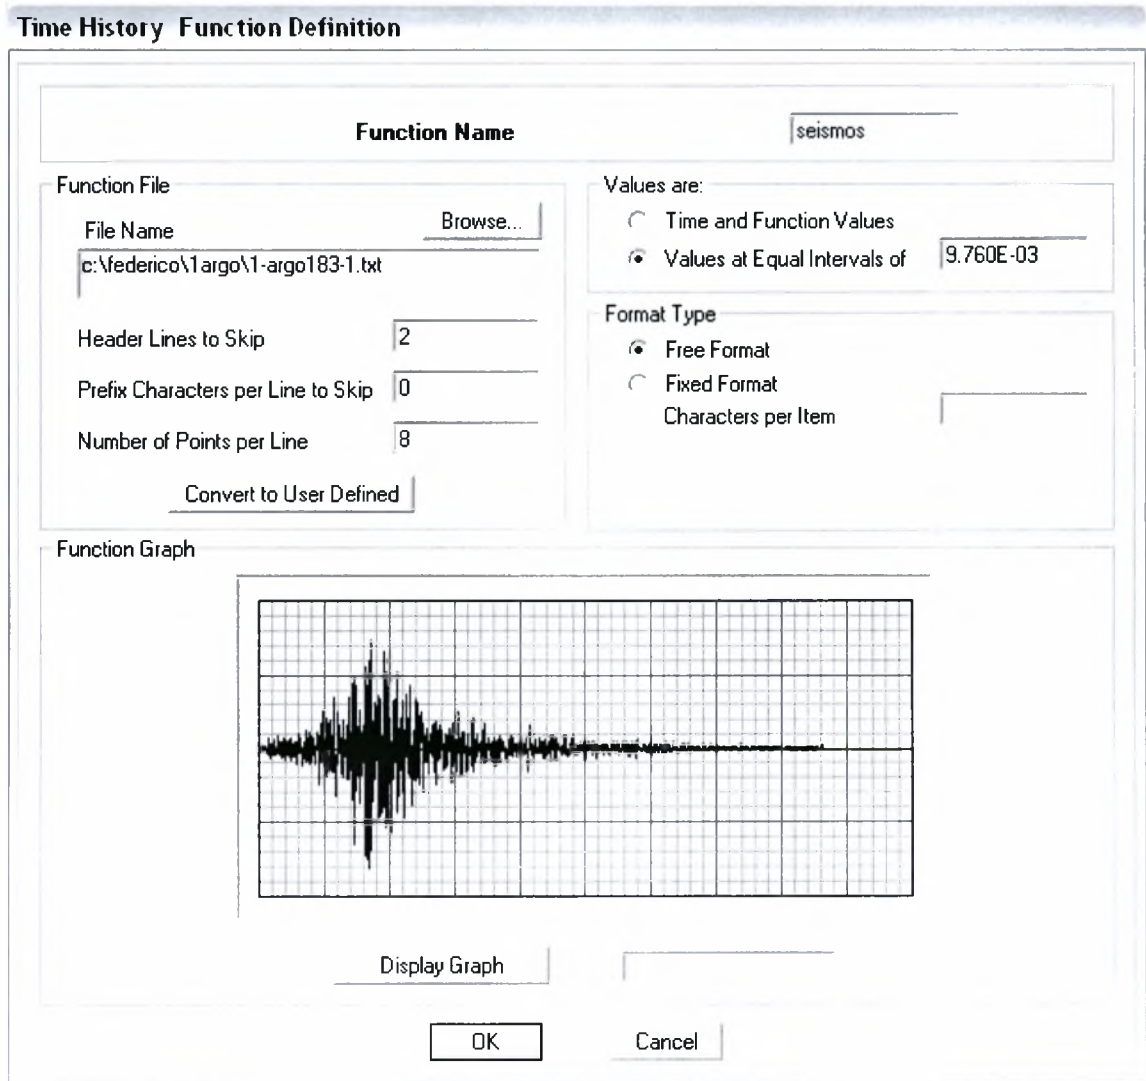 Time History Function Definition
Function Name
seismos
Function File
File Name
Browse...
c:\federico\1argo\1-argo183-1.txt
Header Lines to Skip
2
Prefix Characters per Line to Skip
0
Number of Points per Line
8
Convert to User Defined
Values are:
Time and Function Values
Values at Equal Intervals of
9.760E-03
Format Type
Free Format
Fixed Format
Characters per Item
Function Graph
Display Graph
OK
Cancel